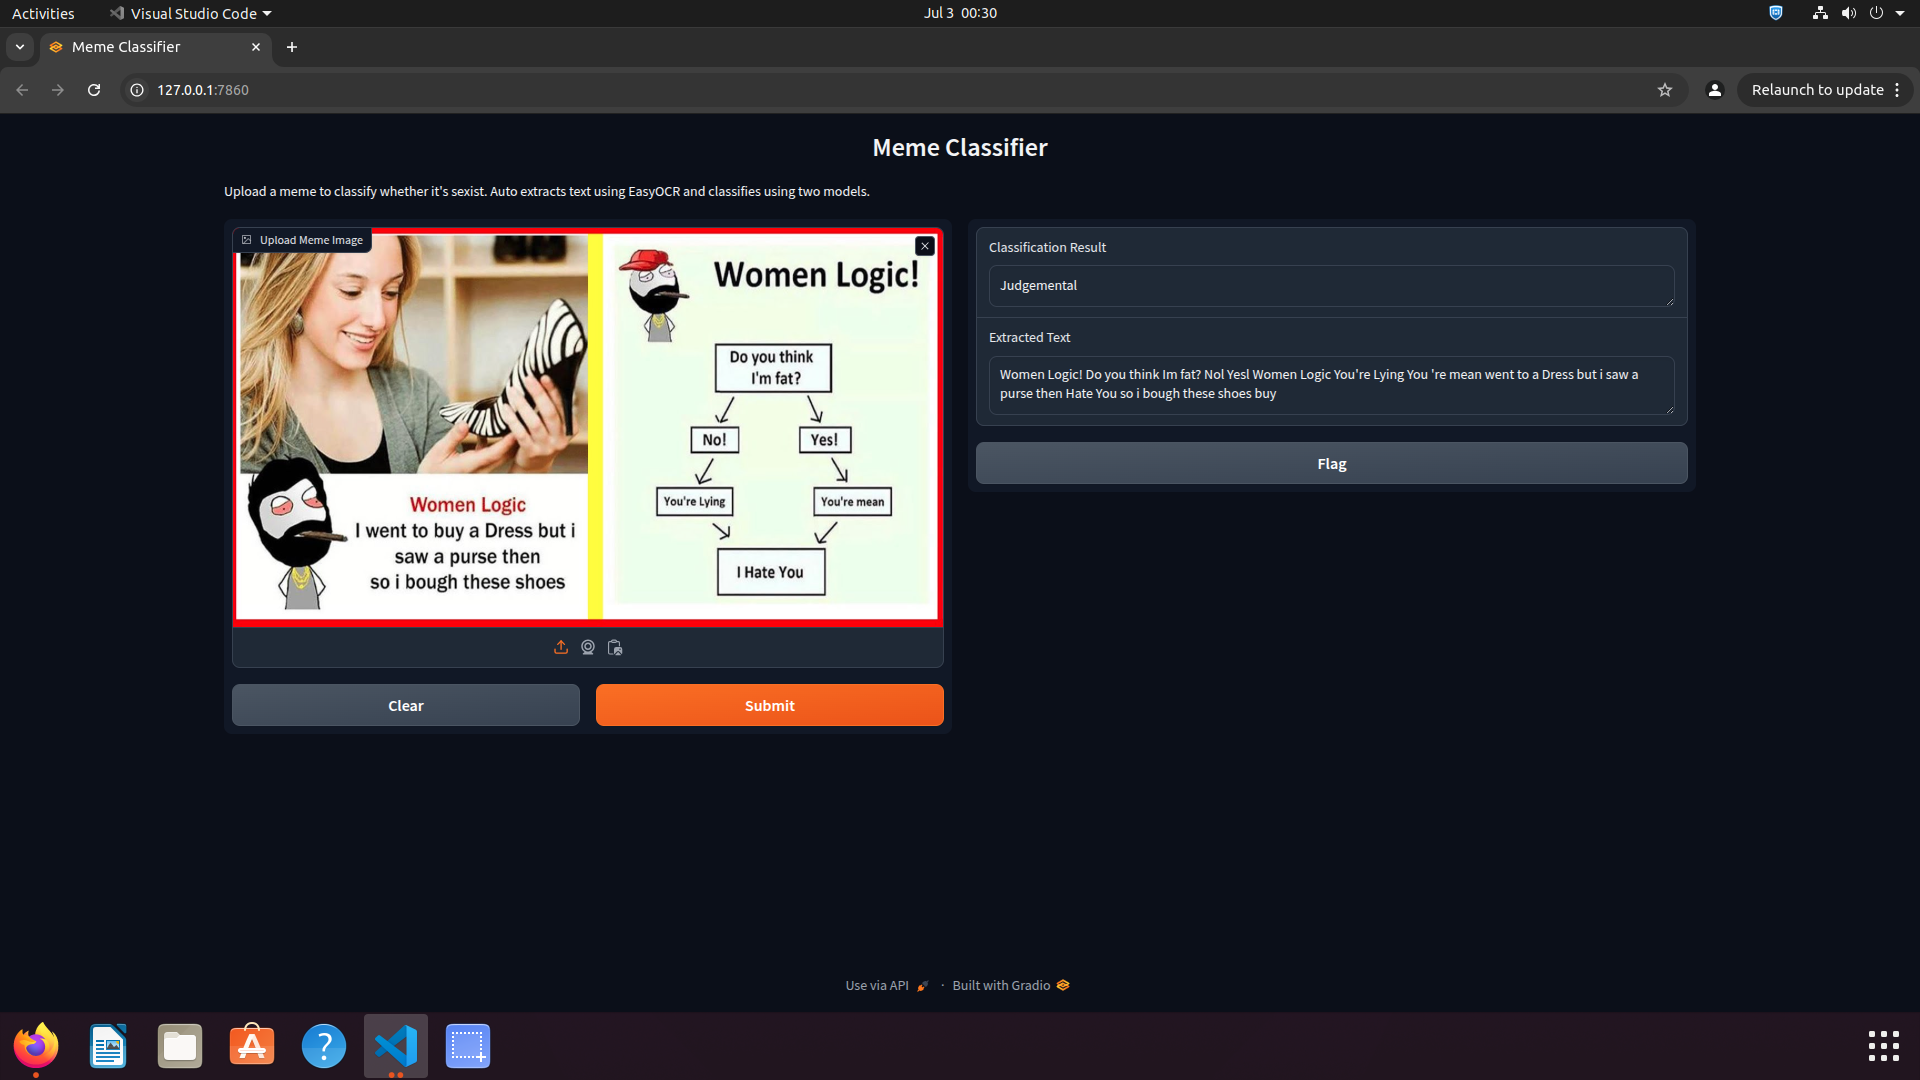 Activities
Visual Studio Code
Jul 3 00:30
Meme Classifier
127.0.0.1:7860
Relaunch to update
Meme Classifier
Upload a meme to classify whether it's sexist. Auto extracts text using EasyOCR and classifies using two models.
Upload Meme Image
Women Logic
I went to buy a Dress but i
saw a purse then
so i bough these shoes
Women Logic!
Do you think
I'm fat?
No!
Yes!
You're Lying
You're mean
I Hate You
Clear
Submit
Classification Result
Judgemental
Extracted Text
Women Logic! Do you think Im fat? Nol Yesl Women Logic You're Lying You 're mean went to a Dress but i saw a
purse then Hate You so i bough these shoes buy
Flag
Use via API
·
Built with Gradio